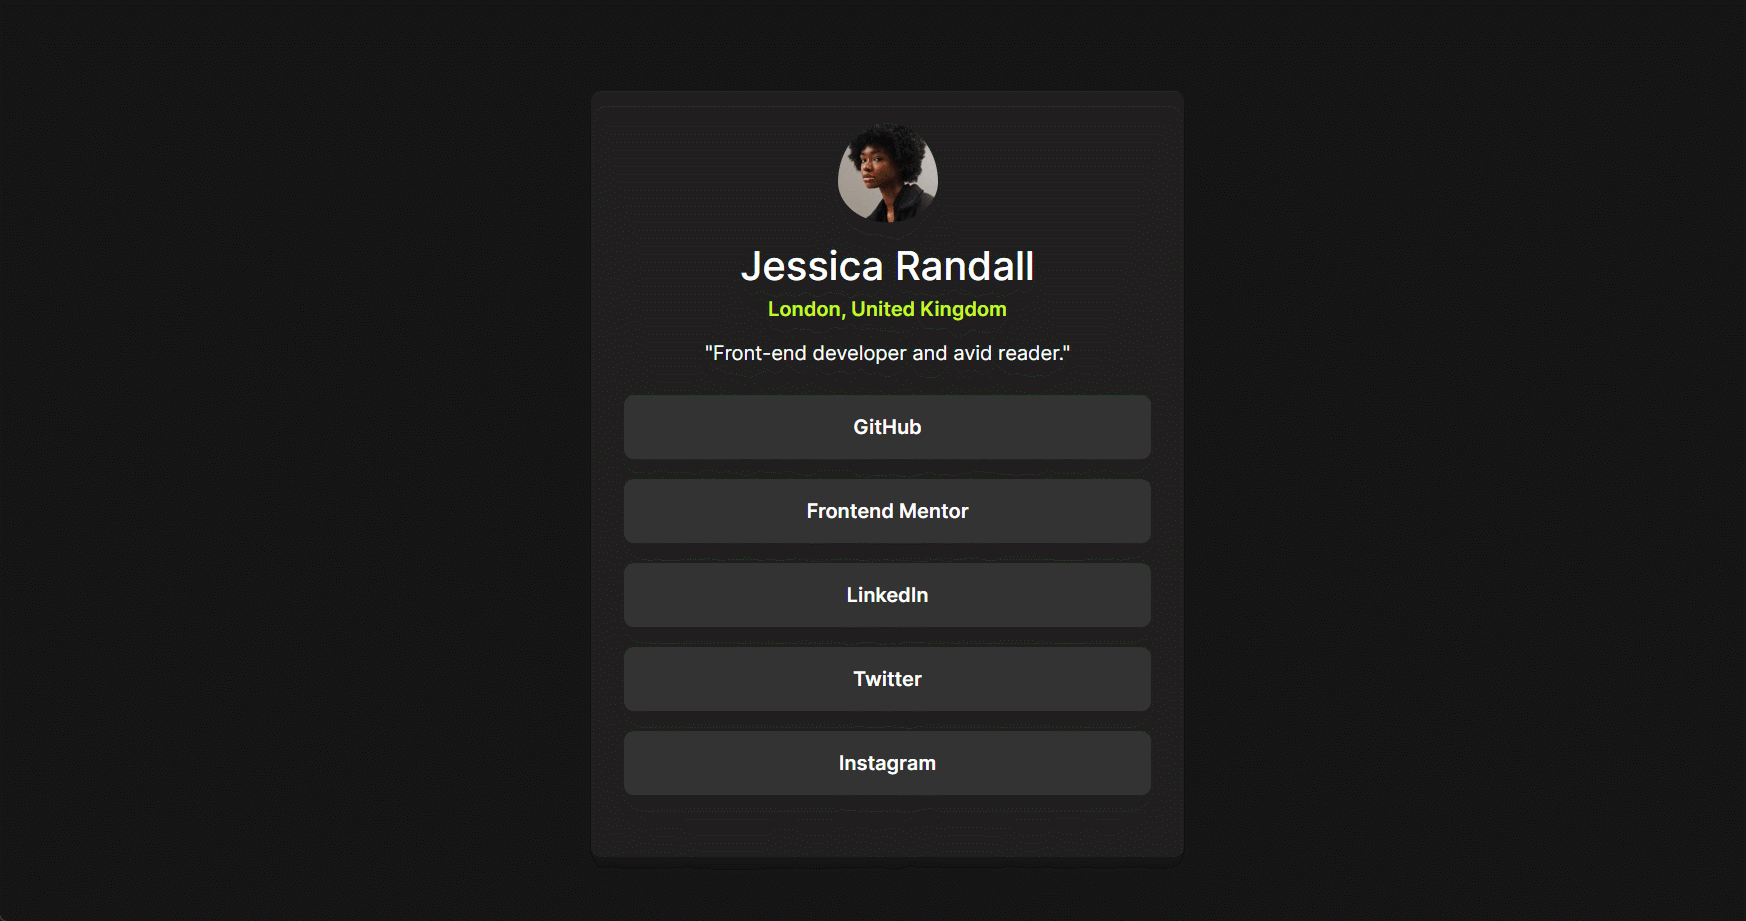 Jessica Randall
London, United Kingdom
"Front-end developer and avid reader."
GitHub
Frontend Mentor
LinkedIn
Twitter
Instagram